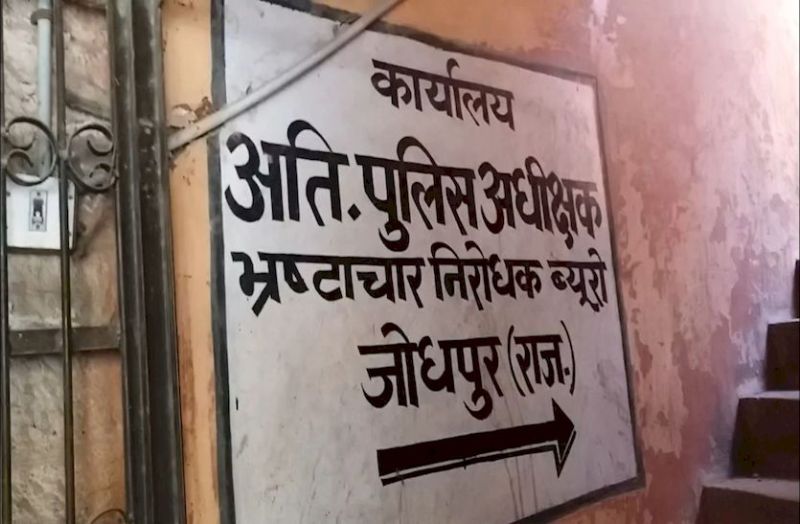 कार्यालय
अति. पुलिस अधीक्षक
भ्रष्टाचार निरोधक ब्यूरो
जोधपुर (राज.)